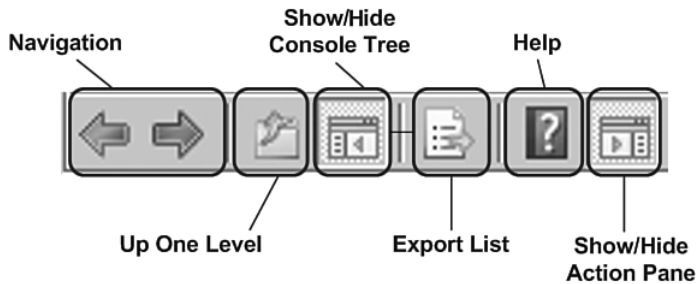 Show/Hide
Console Tree
Navigation
Help
?
Up One Level
Export List
Show/Hide
Action Pane